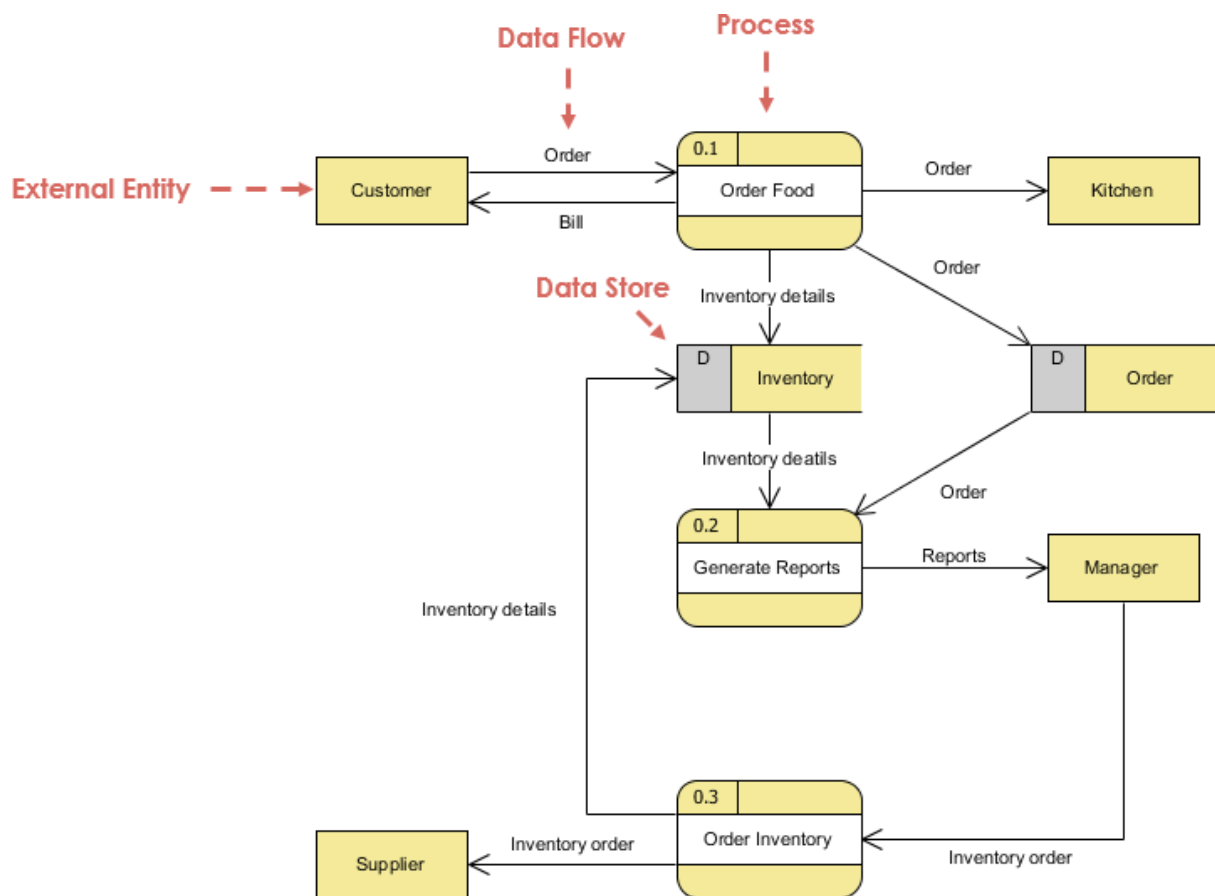 Process
Data Flow
0.1
Order
Order
External Entity
Customer
Order Food
Kitchen
Bill
Order
Data Store
Inventory details
D
Inventory
D
Order
Inventory deatils
Order
0.2
Reports
Generate Reports
Manager
Inventory details
0.3
Order Inventory
Inventory order
Inventory order
Supplier